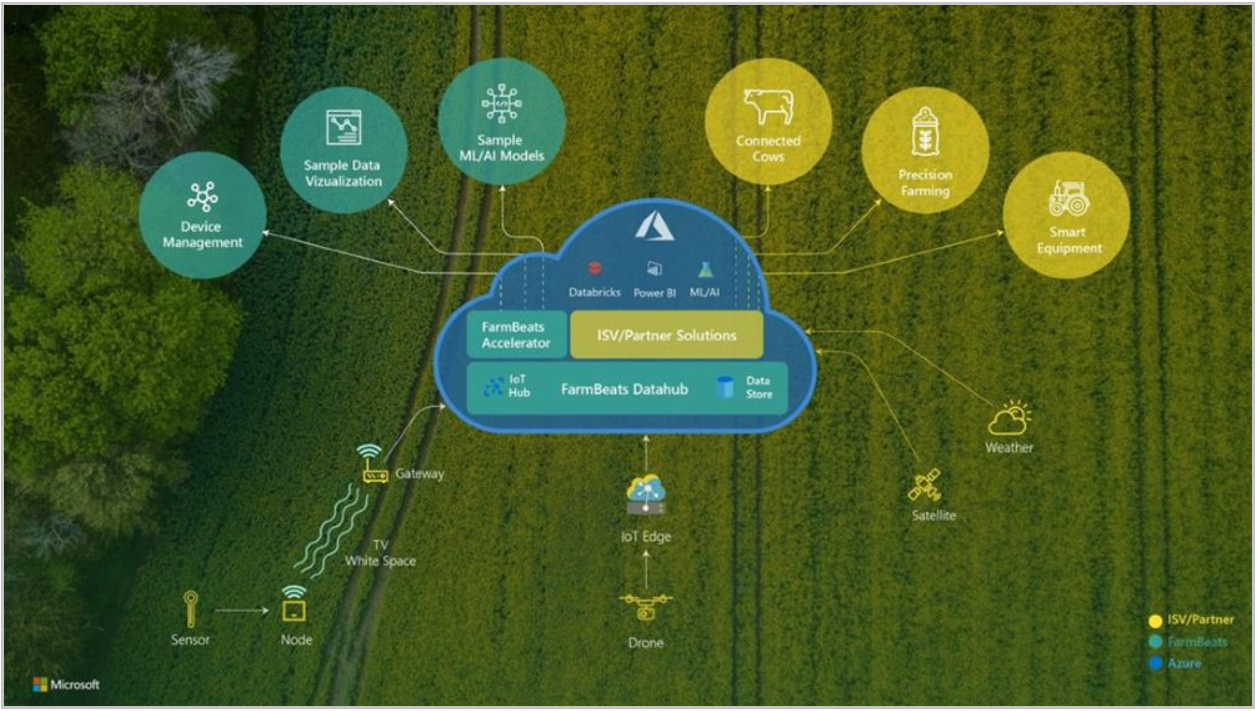 Sample
ML/AI Models
Connected
Cows
Sample Data
Vizualization
Precision
Farming
Device
Management
Smart
Equipment
Databricks
Power BI
ML/AI
FarmBeats
Accelerator
ISV/Partner Solutions
IoT
Hub
FarmBeats Datahub
Data
Store
Weather
Gateway
Satellite
IoT Edge
TV
White Space
Sensor
Node
Drone
ISV/Partner
FarmBeats
Azure
Microsoft